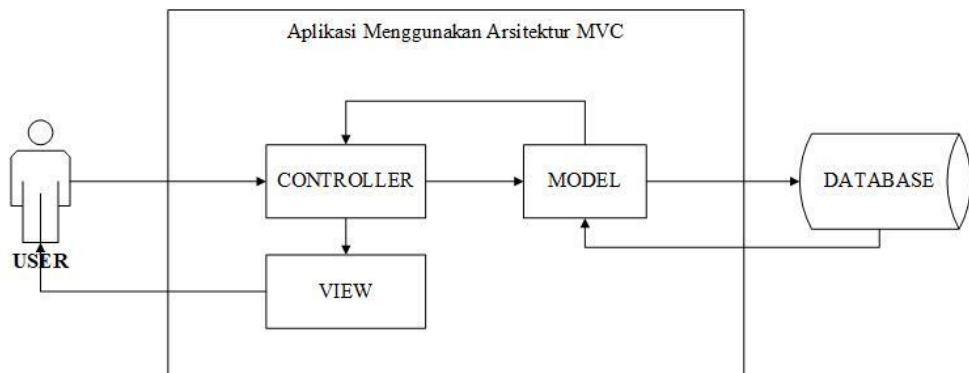 Aplikasi Menggunakan Arsitektur MVC
CONTROLLER
MODEL
DATABASE
USER
VIEW